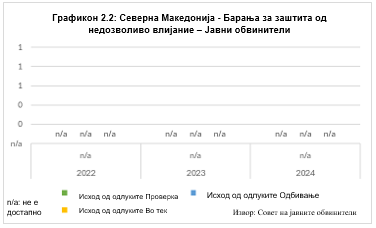 Графикон 2.2: Северна Македонија - Барања за заштита од
недозволиво влијание – Јавни обвинители
1
1
1
0
0
n/a
n/a n/a n/a n/a n/a n/a n/a n/a n/a
n/a n/a n/a
2022 2023 2024
Исход од одлуките Проверка Исход од одлуките Одбивање
Исход од одлуките Во тек
n/a: не е
достапно
Извор: Совет на јавните обвинители